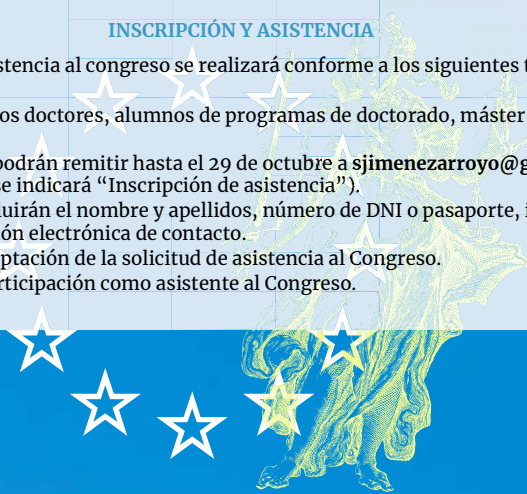 INSCRIPCIÓN Y ASISTENCIA
stencia al congreso se realizará conforme a los siguientes t
os doctores, alumnos de programas de doctorado, máster
podrán remitir hasta el 29 de octubre a sjimenezarroyo@g
se indicará “Inscripción de asistencia”).
luirán el nombre y apellidos, número de DNI o pasaporte, i
ión electrónica de contacto.
ptación de la solicitud de asistencia al Congreso.
rticipación como asistente al Congreso.